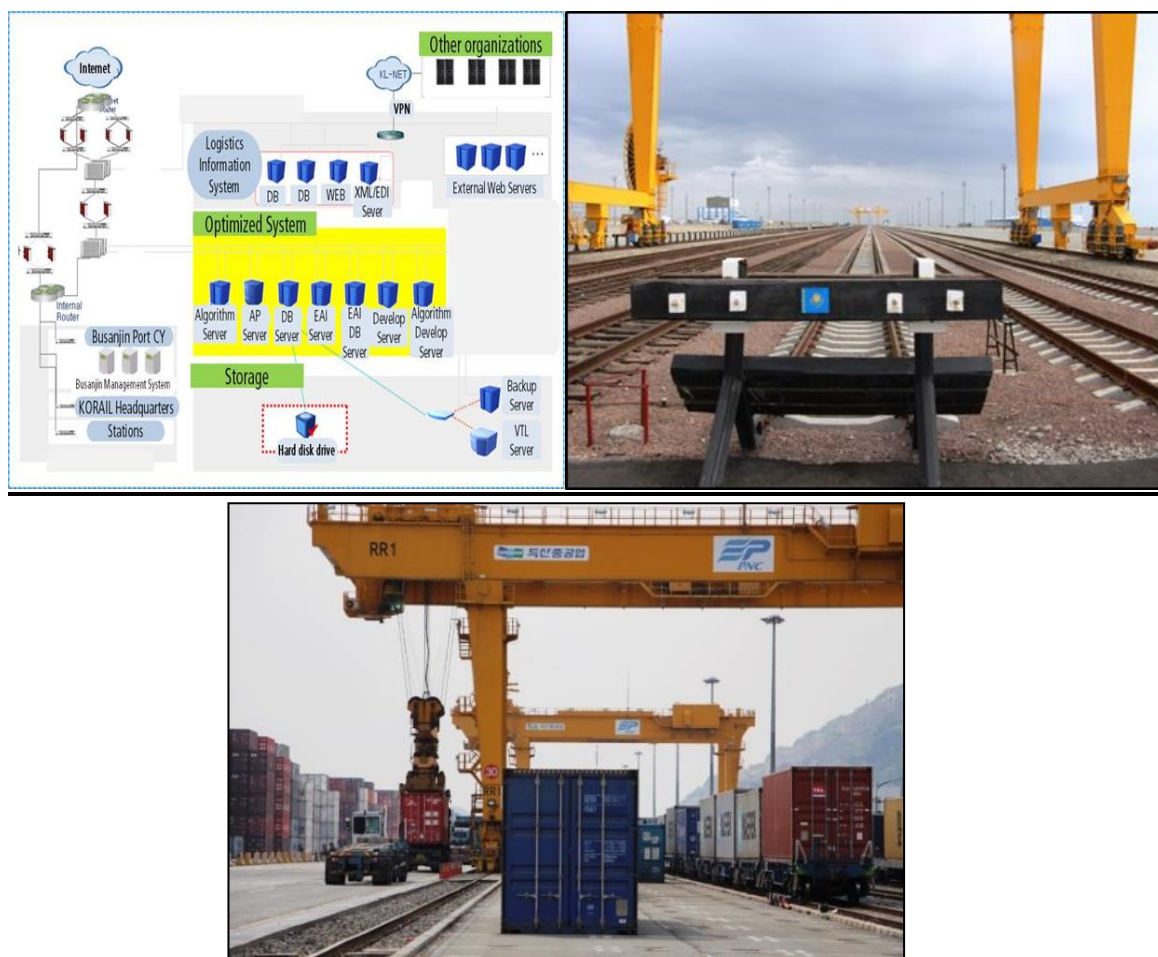 Internet
Other organizations
KL-NET
VPN
Logistics
Information
System
DB
DB
WEB
XML/EDI
Sever
External Web Servers
Optimized System
Algorithm
Server
AP
Server
DB
Server
EAI
Server
EAI
DB
Server
Develop
Server
Algorithm
Develop
Server
Internal
Router
Busanjin Port CY
Busanjin Management System
KORAIL Headquarters
Stations
Storage
Hard disk drive
Backup
Server
VTL
Server
RR1
득신중공업
PNC
30
RR1